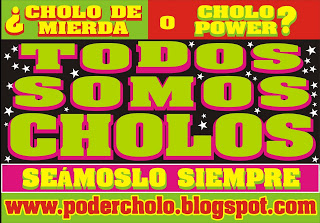 ¿CHOLO DE MIERDA O CHOLO POWER?
TODOS
SOMOS
CHOLOS
SEÁMOSLO SIEMPRE
www.podercholo.blogspot.com